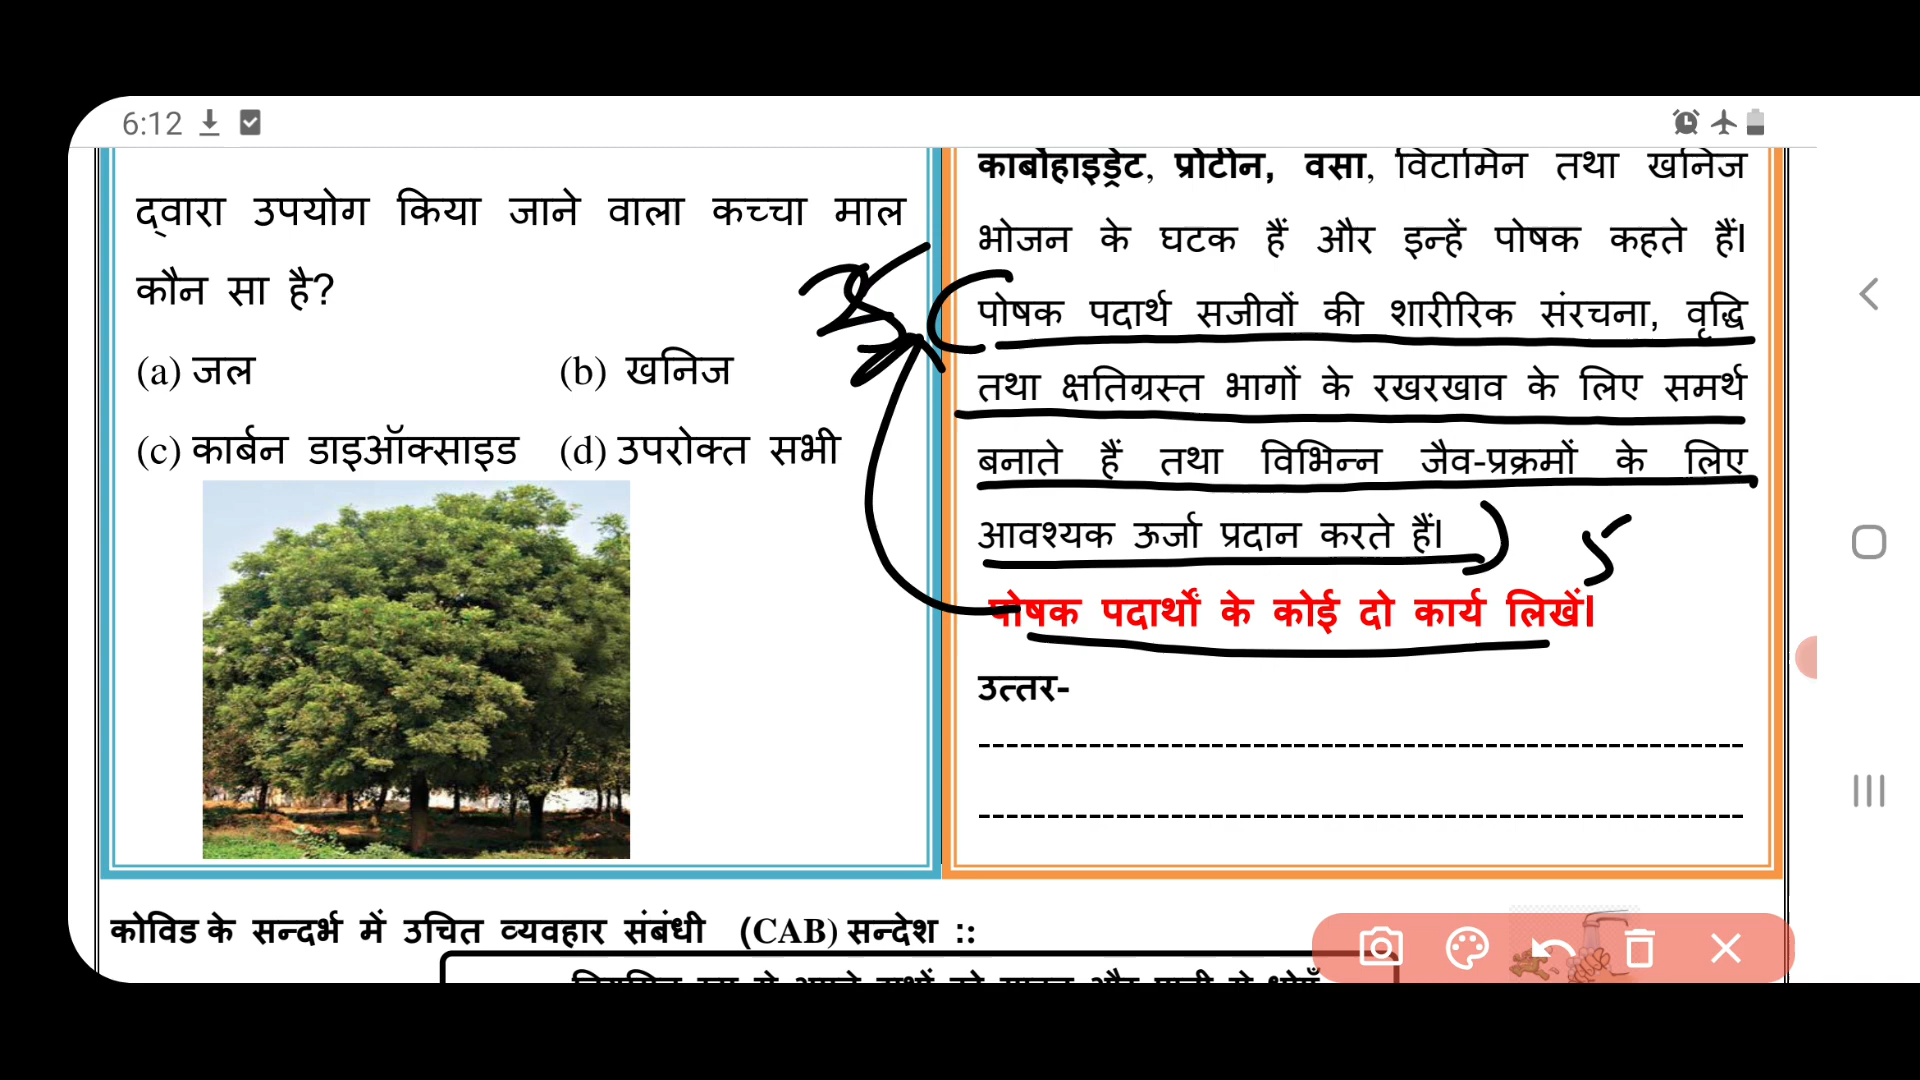 6:12
द्वारा उपयोग किया जाने वाला कच्चा माल
कौन सा है?
(a) जल (b) खनिज
(c) कार्बन डाइऑक्साइड (d) उपरोक्त सभी
कार्बोहाइड्रेट, प्रोटीन, वसा, विटामिन तथा खनिज
भोजन के घटक हैं और इन्हें पोषक कहते हैं।
पोषक पदार्थ सजीवों की शारीरिक संरचना, वृद्धि
तथा क्षतिग्रस्त भागों के रखरखाव के लिए समर्थ
बनाते हैं तथा विभिन्न जैव-प्रक्रमों के लिए
आवश्यक ऊर्जा प्रदान करते हैं।
पोषक पदार्थों के कोई दो कार्य लिखें।
उत्तर-
कोविड के सन्दर्भ में उचित व्यवहार संबंधी (CAB) सन्देश ::